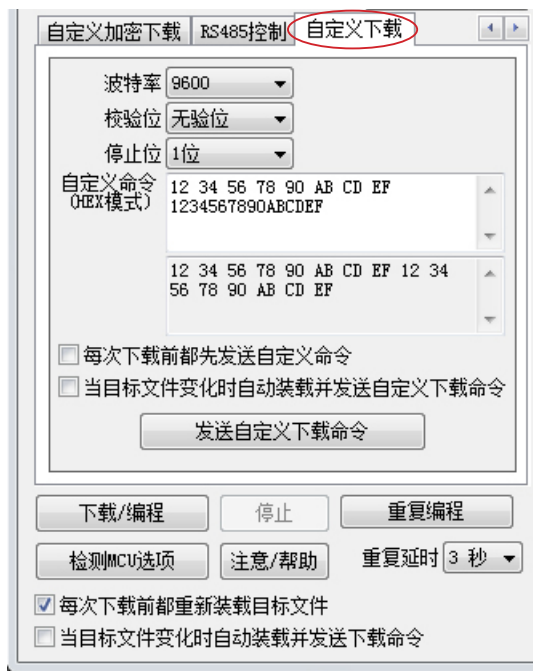 自定义加密下载 RS485控制 自定义下载
波特率 9600
校验位 无验位
停止位 1位
自定义命令
(HEX模式)
12 34 56 78 90 AB CD EF
1234567890ABCDEF
12 34 56 78 90 AB CD EF 12 34
56 78 90 AB CD EF
每次下载前都先发送自定义命令
当目标文件变化时自动装载并发送自定义下载命令
发送自定义下载命令
下载/编程 停止 重复编程
检测MCU选项 注意/帮助 重复延时 3 秒
每次下载前都重新装载目标文件
当目标文件变化时自动装载并发送下载命令